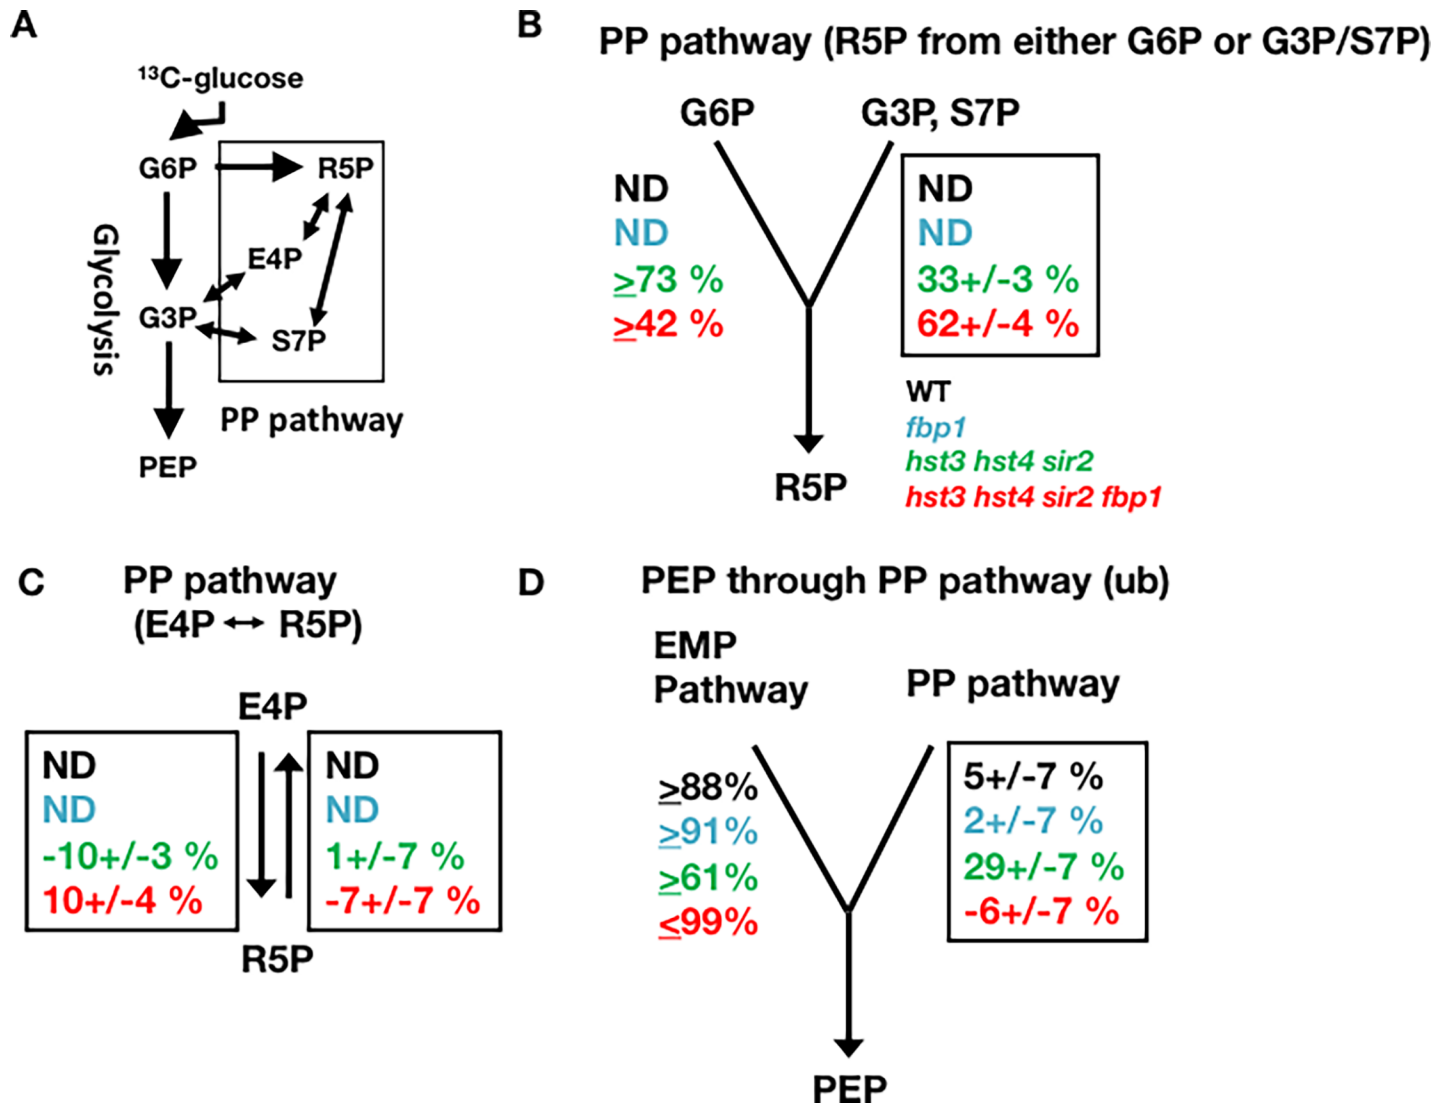 A
¹³C-glucose
G6P
R5P
E4P
G3P
S7P
Glycolysis
PP pathway
PEP
B
PP pathway (R5P from either G6P or G3P/S7P)
G6P
G3P, S7P
ND
ND
≥73 %
≥42 %
ND
ND
33+/-3 %
62+/-4 %
WT
fbp1
hst3 hst4 sir2
hst3 hst4 sir2 fbp1
R5P
C
PP pathway
(E4P ↔ R5P)
E4P
ND
ND
-10+/-3 %
10+/-4 %
ND
ND
1+/-7 %
-7+/-7 %
R5P
D
PEP through PP pathway (ub)
EMP
Pathway
PP pathway
≥88%
≥91%
≥61%
≤99%
5+/-7 %
2+/-7 %
29+/-7 %
-6+/-7 %
PEP